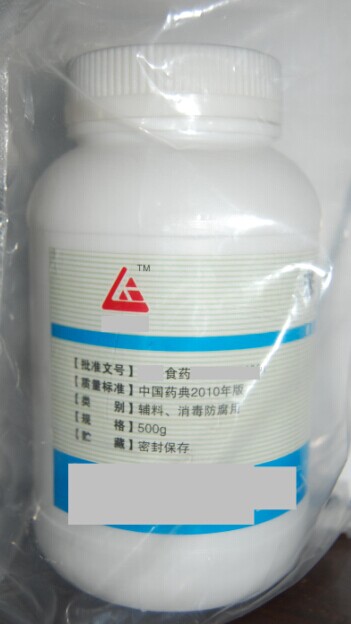 TM
【批准文号】 食药
【质量标准】中国药典2010年版
【类 别】辅料、消毒防腐用
【规 格】500g
【贮 藏】密封保存